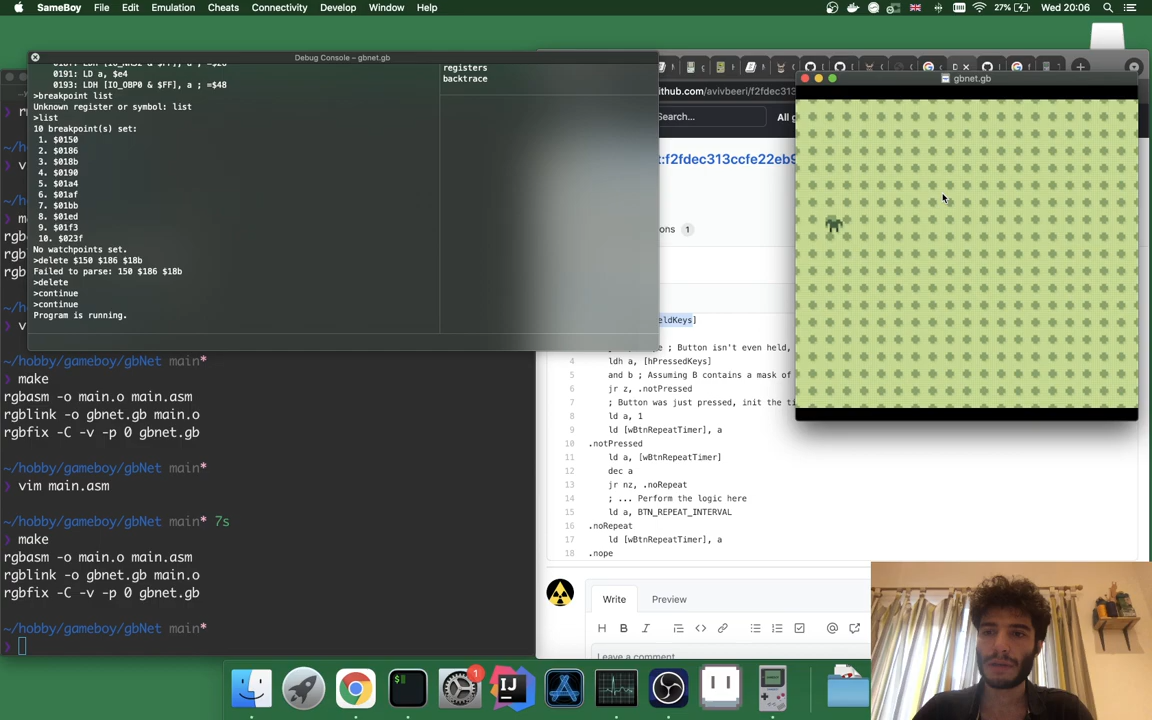 SameBoy File Edit Emulation Cheats Connectivity Develop Window Help
27% Wed 20:06
Debug Console – gbnet.gb
0191: LD a, $e4
0193: LDH [IO_OBP0 & $FF], a ; =$48
>breakpoint list
Unknown register or symbol: list
>list
10 breakpoint(s) set:
1. $0150
2. $0186
3. $018b
4. $0190
5. $01a4
6. $01af
7. $01bb
8. $01ed
9. $01f3
10. $023f
No watchpoints set.
>delete $150 $186 $18b
Failed to parse: 150 $186 $18b
>delete
>continue
>continue
Program is running.
registers
backtrace
~/hobby/gameboy/gbNet main*
❯ make
rgbasm -o main.o main.asm
rgblink -o gbnet.gb main.o
rgbfix -C -v -p 0 gbnet.gb
~/hobby/gameboy/gbNet main*
❯ vim main.asm
~/hobby/gameboy/gbNet main* 7s
❯ make
rgbasm -o main.o main.asm
rgblink -o gbnet.gb main.o
rgbfix -C -v -p 0 gbnet.gb
~/hobby/gameboy/gbNet main*
❯
github.com/avivbeeri/f2fdec313
Search... All g
:f2fdec313ccfe22eb9
ons 1
eldKeys]
; Button isn't even held,
4 ldh a, [hPressedKeys]
5 and b ; Assuming B contains a mask of
6 jr z, .notPressed
7 ; Button was just pressed, init the ti
8 ld a, 1
9 ld [wBtnRepeatTimer], a
10 .notPressed
11 ld a, [wBtnRepeatTimer]
12 dec a
13 jr nz, .noRepeat
14 ; ... Perform the logic here
15 ld a, BTN_REPEAT_INTERVAL
16 .noRepeat
17 ld [wBtnRepeatTimer], a
18 .nope
Write Preview
Leave a comment
gbnet.gb